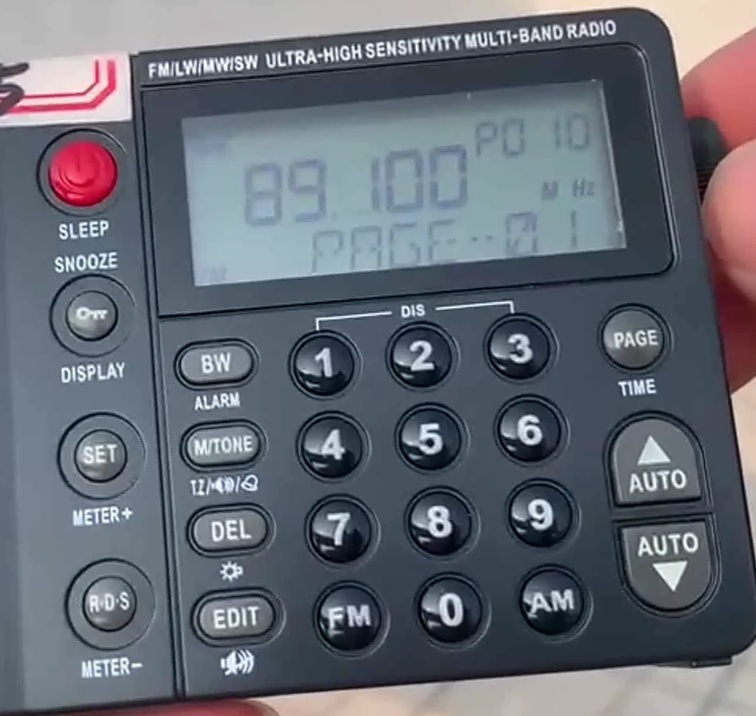 FM/LW/MW/SW ULTRA-HIGH SENSITIVITY MULTI-BAND RADIO
P0 10
89.100
M Hz
PAGE--01
SLEEP
SNOOZE
DISPLAY
SET
METER+
R·D·S
METER−
DIS
BW
1
2
3
PAGE
ALARM
TIME
M/TONE
4
5
6
AUTO
DEL
7
8
9
AUTO
EDIT
FM
0
AM